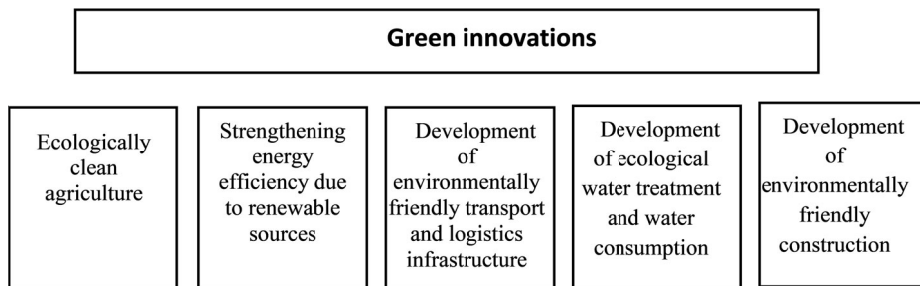 Green innovations
Ecologically
clean
agriculture
Strengthening
energy
efficiency due
to renewable
sources
Development
of
environmentally
friendly transport
and logistics
infrastructure
Development
of ecological
water treatment
and water
consumption
Development
of
environmentally
friendly
construction